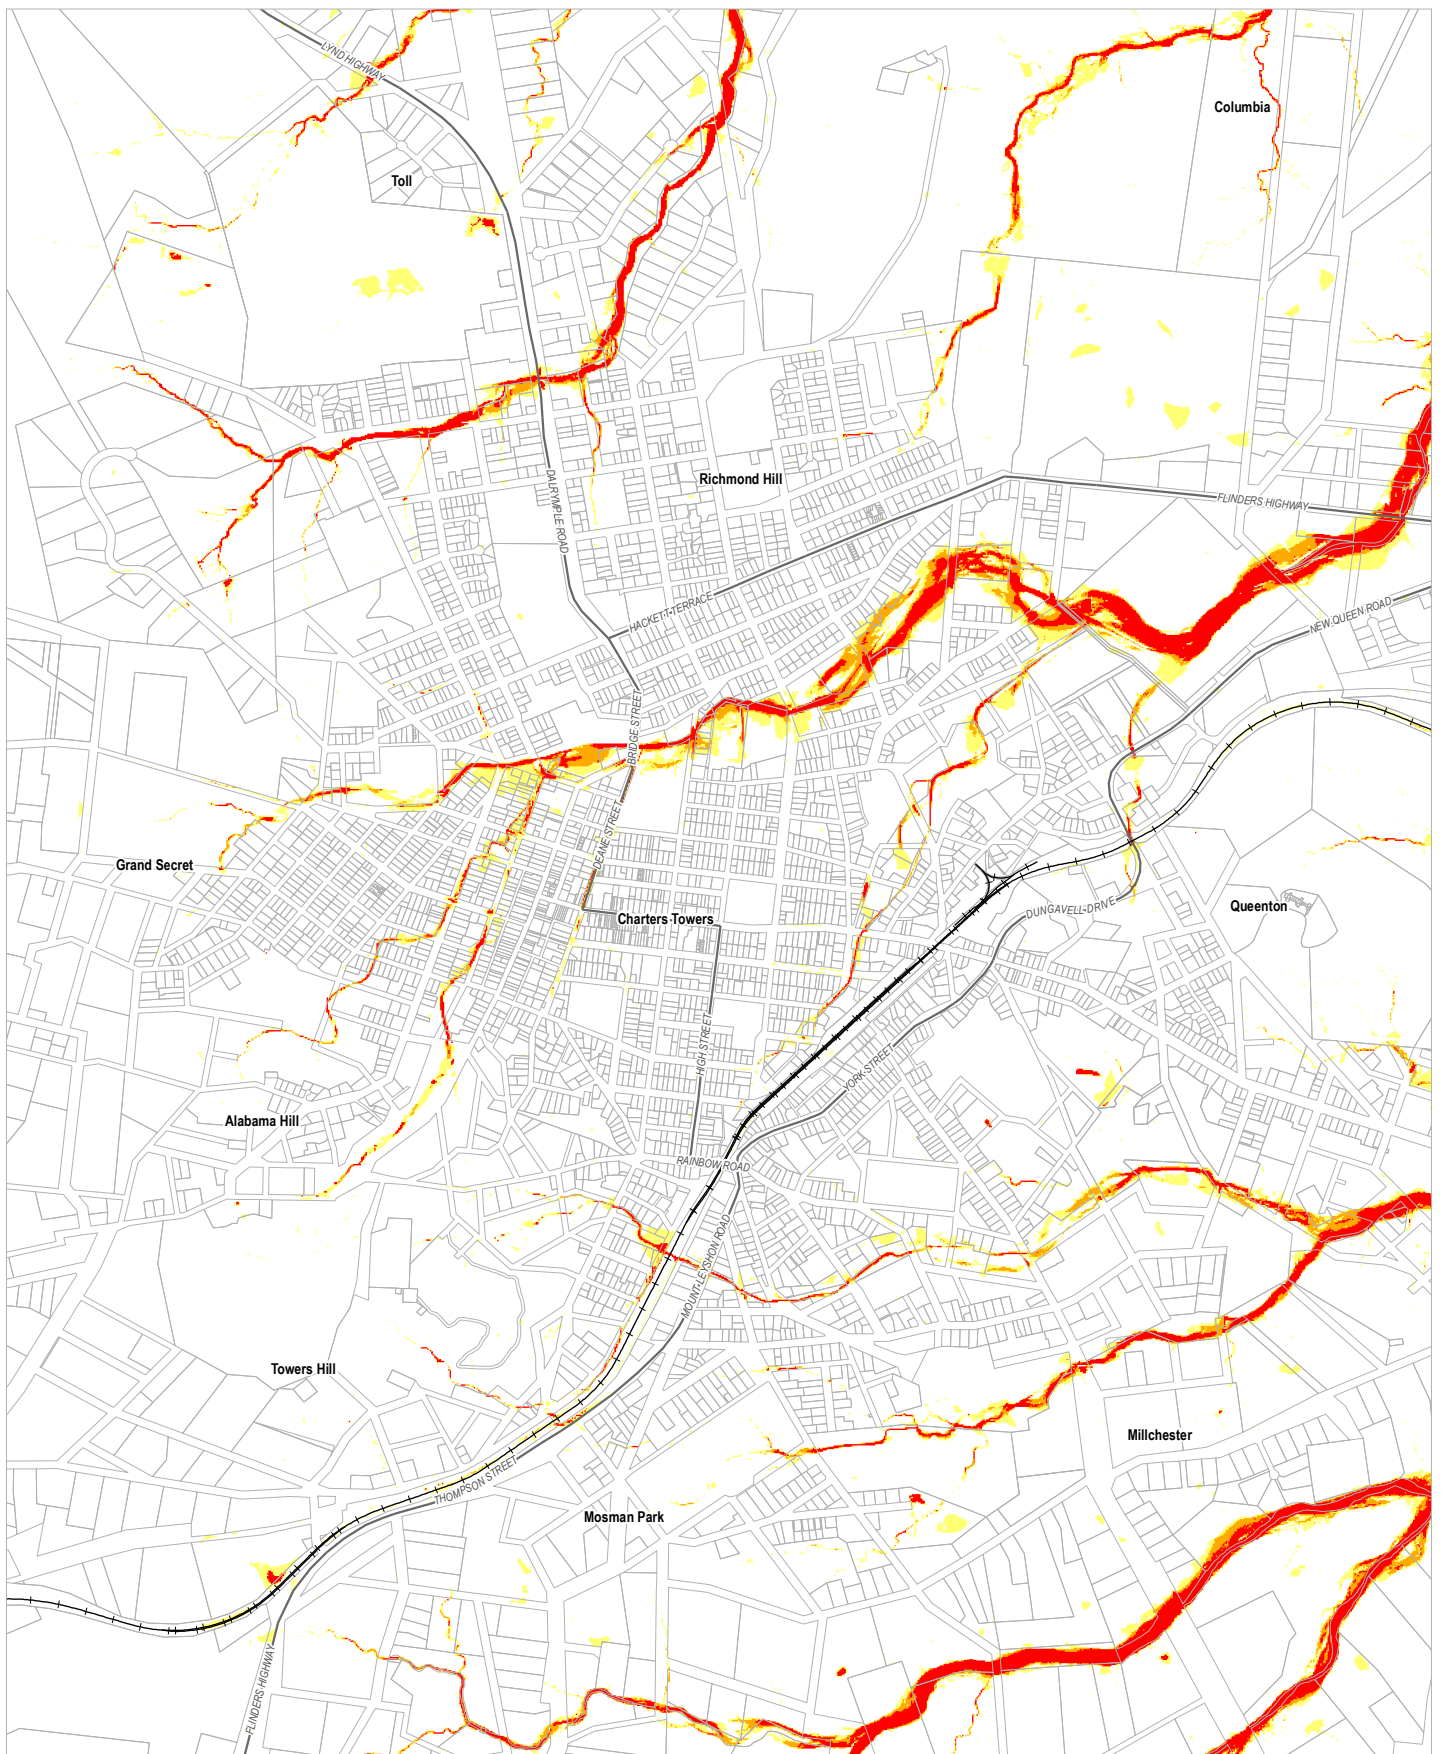 LYND HIGHWAY
Columbia
Toll
Richmond Hill
DALRYMPLE ROAD
FLINDERS HIGHWAY
HACKETT TERRACE
NEW QUEEN ROAD
BRIDGE STREET
DEANE STREET
Grand Secret
Charters Towers
Queenton
DUNGAVELL DRIVE
HIGH STREET
YORK STREET
Alabama Hill
RAINBOW ROAD
MOUNT LEYSHON ROAD
Towers Hill
Millchester
THOMPSON STREET
Mosman Park
FLINDERS HIGHWAY